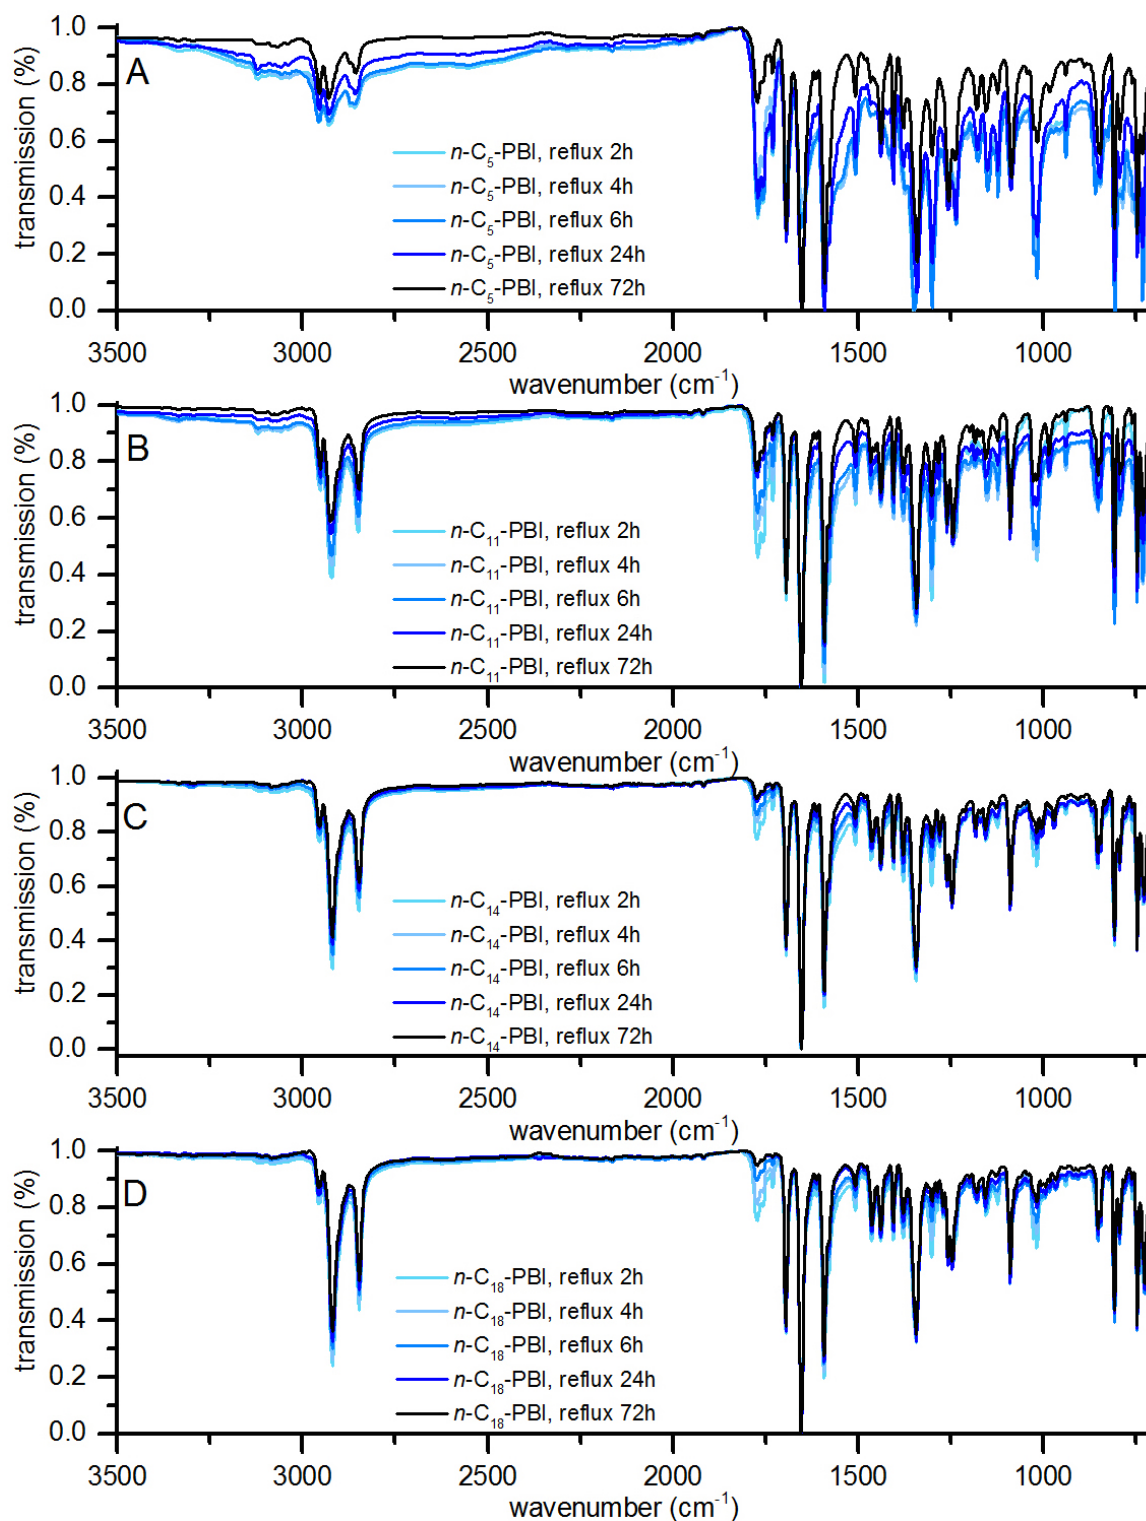 1.0
0.8
0.6
0.4
0.2
0.0
transmission (%)
A
n-C5-PBI, reflux 2h
n-C5-PBI, reflux 4h
n-C5-PBI, reflux 6h
n-C5-PBI, reflux 24h
n-C5-PBI, reflux 72h
3500 3000 2500 2000 1500 1000
wavenumber (cm-1)
1.0
0.8
0.6
0.4
0.2
0.0
transmission (%)
B
n-C11-PBI, reflux 2h
n-C11-PBI, reflux 4h
n-C11-PBI, reflux 6h
n-C11-PBI, reflux 24h
n-C11-PBI, reflux 72h
3500 3000 2500 2000 1500 1000
wavenumber (cm-1)
1.0
0.8
0.6
0.4
0.2
0.0
transmission (%)
C
n-C14-PBI, reflux 2h
n-C14-PBI, reflux 4h
n-C14-PBI, reflux 6h
n-C14-PBI, reflux 24h
n-C14-PBI, reflux 72h
3500 3000 2500 2000 1500 1000
wavenumber (cm-1)
1.0
0.8
0.6
0.4
0.2
0.0
transmission (%)
D
n-C18-PBI, reflux 2h
n-C18-PBI, reflux 4h
n-C18-PBI, reflux 6h
n-C18-PBI, reflux 24h
n-C18-PBI, reflux 72h
3500 3000 2500 2000 1500 1000
wavenumber (cm-1)